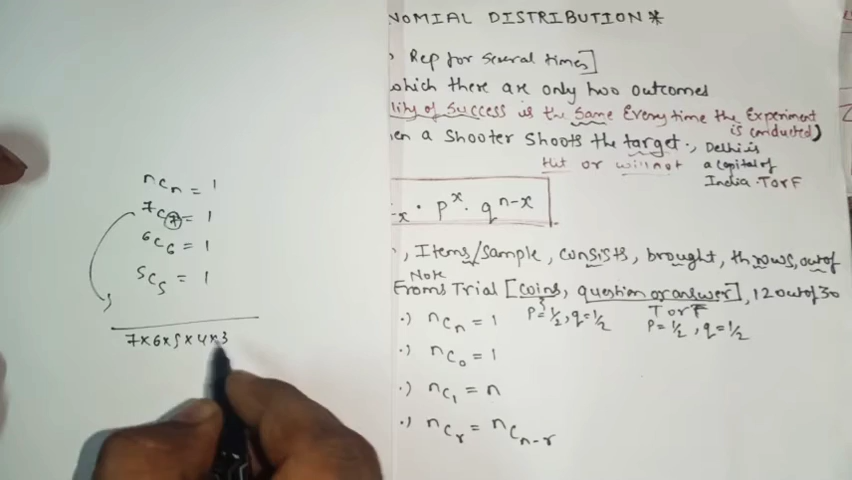 NOMIAL DISTRIBUTION *
Rep for several times]
which there are only two outcomes
lity of Success is the Same Every time the Experiment
is conducted)
en a Shooter Shoots the target., Delhi is
Hit or will not a capital of
India. T or F
-x . p^x . q^n-x
, Items/Sample, consists, brought, throws, out of
Note
From Trial [coins, question or answer], 12 out of 30
P=1/2, q=1/2
T or F
P=1/2, q=1/2
.) nCn = 1
.) nC0 = 1
.) nC1 = n
.) nCr = nCn-r
nCn = 1
7C7 = 1
6C6 = 1
5C5 = 1
7×6×5×4×3